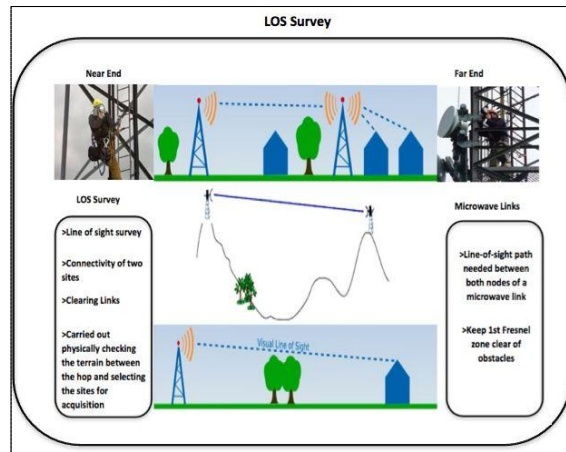 LOS Survey
Near End
Far End
LOS Survey
>Line of sight survey
>Connectivity of two
sites
>Clearing Links
>Carried out
physically checking
the terrain between
the hop and selecting
the sites for
acquisition
Microwave Links
>Line-of-sight path
needed between
both nodes of a
microwave link
>Keep 1st Fresnel
zone clear of
obstacles
Visual Line of Sight